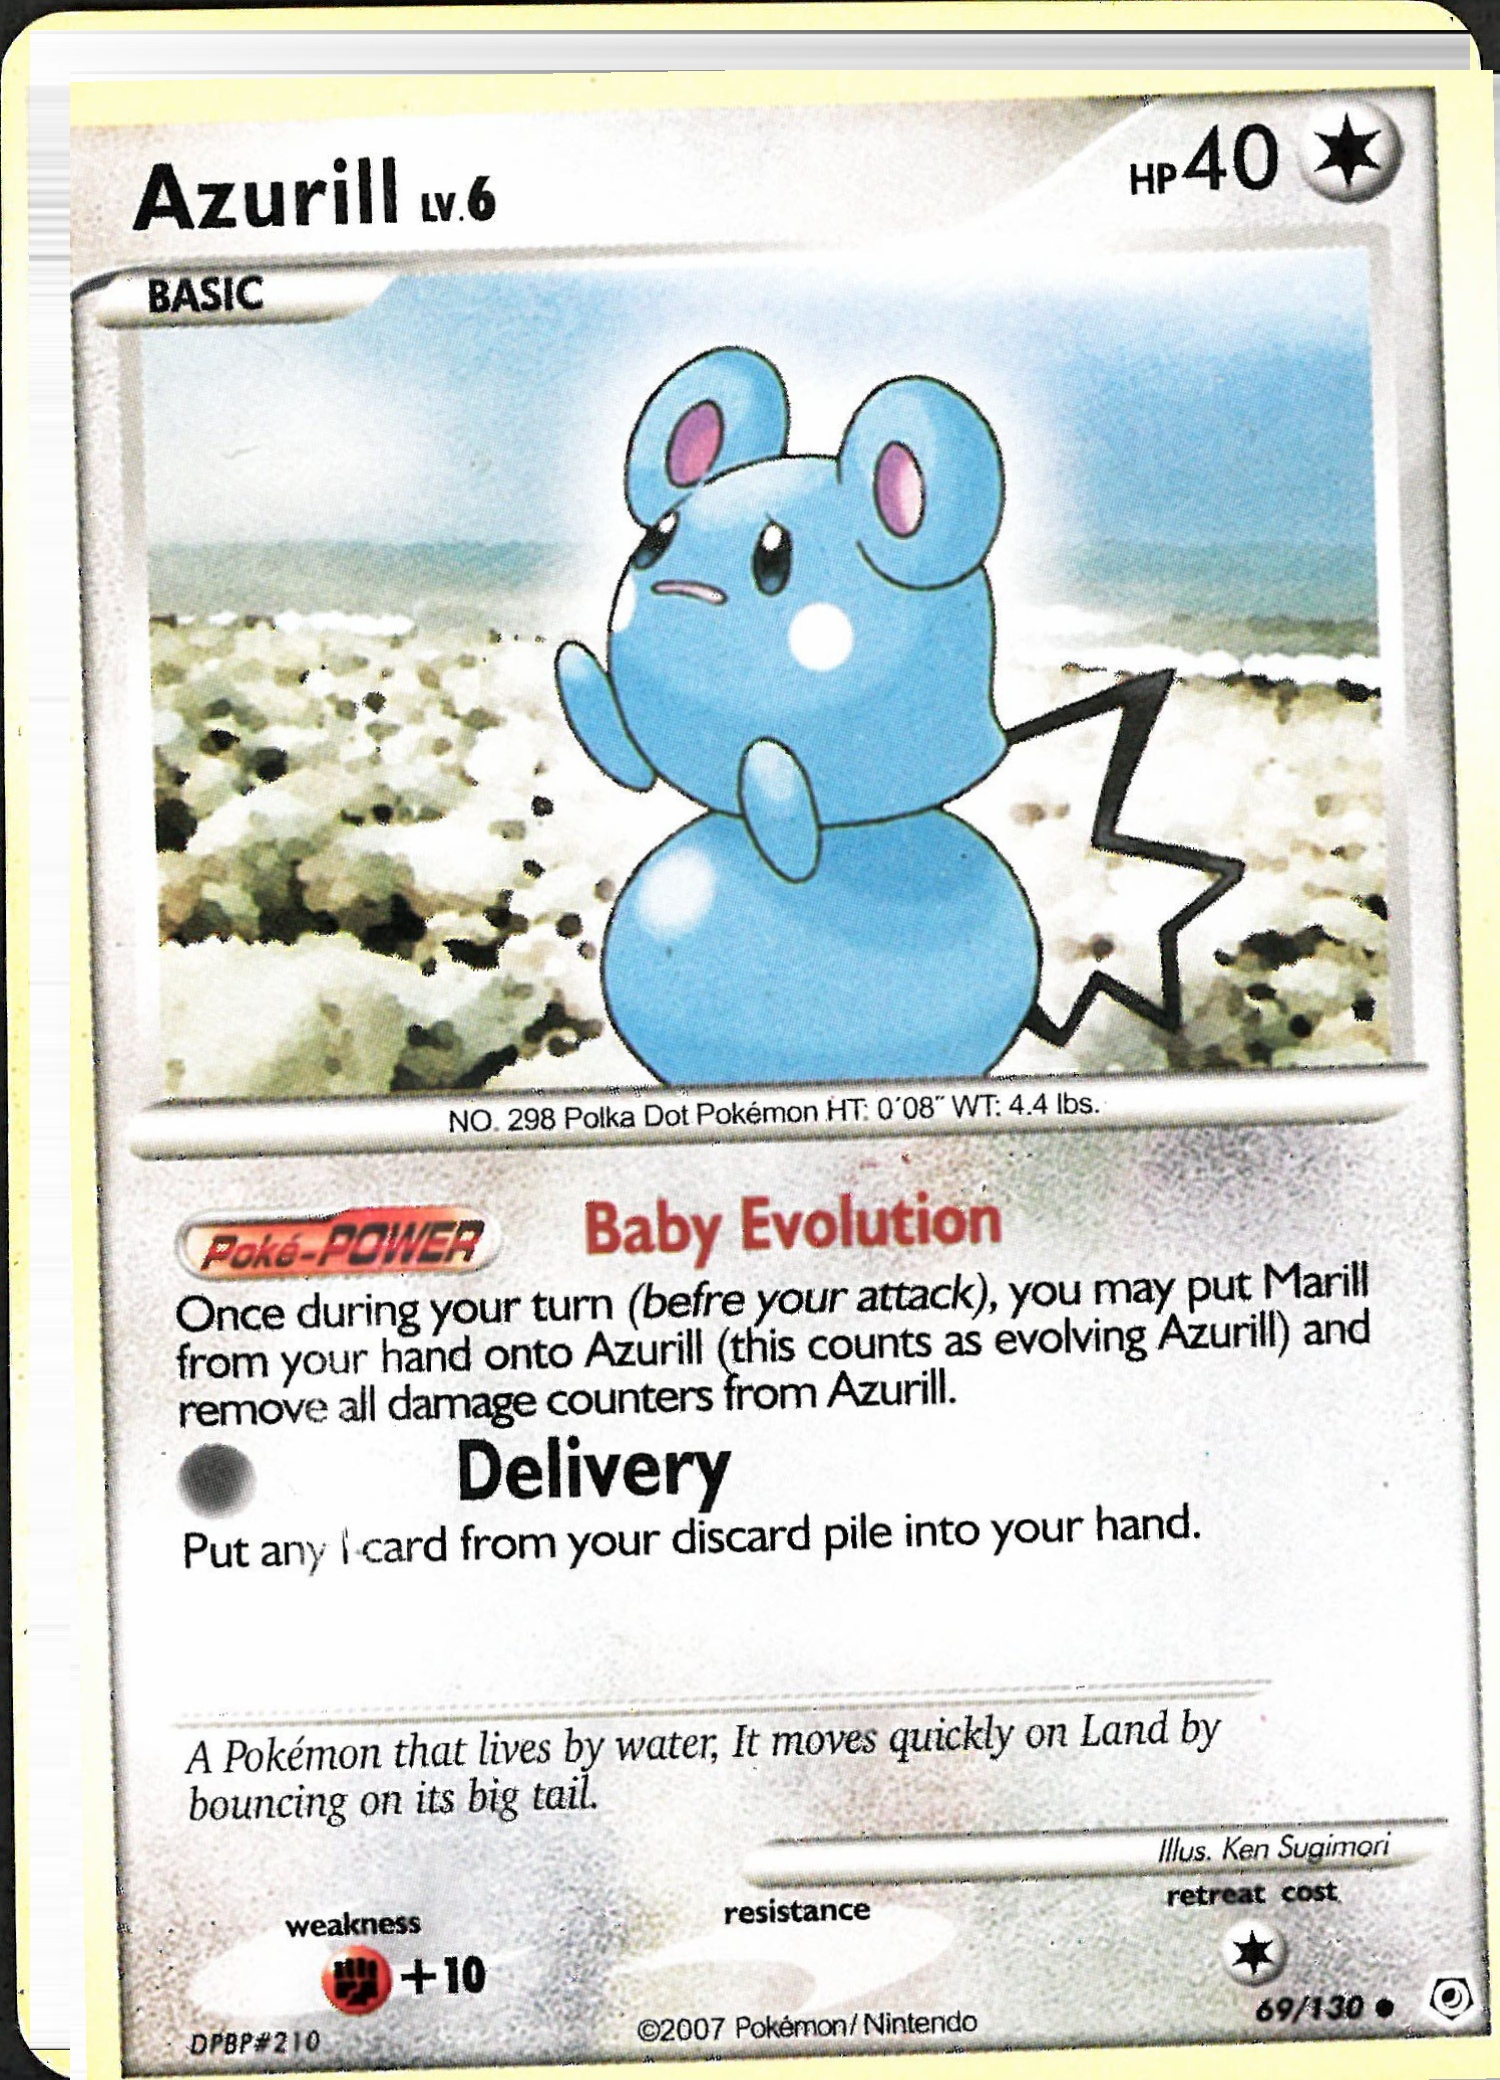 Azurill LV.6
HP 40
BASIC
NO. 298 Polka Dot Pokémon HT: 0'08" WT: 4.4 lbs.
Poké-POWER Baby Evolution
Once during your turn (befre your attack), you may put Marill
from your hand onto Azurill (this counts as evolving Azurill) and
remove all damage counters from Azurill.
Delivery
Put any 1 card from your discard pile into your hand.
A Pokémon that lives by water, It moves quickly on Land by
bouncing on its big tail.
Illus. Ken Sugimori
weakness
resistance
retreat cost
+10
69/130
DPBP#210
©2007 Pokémon/Nintendo